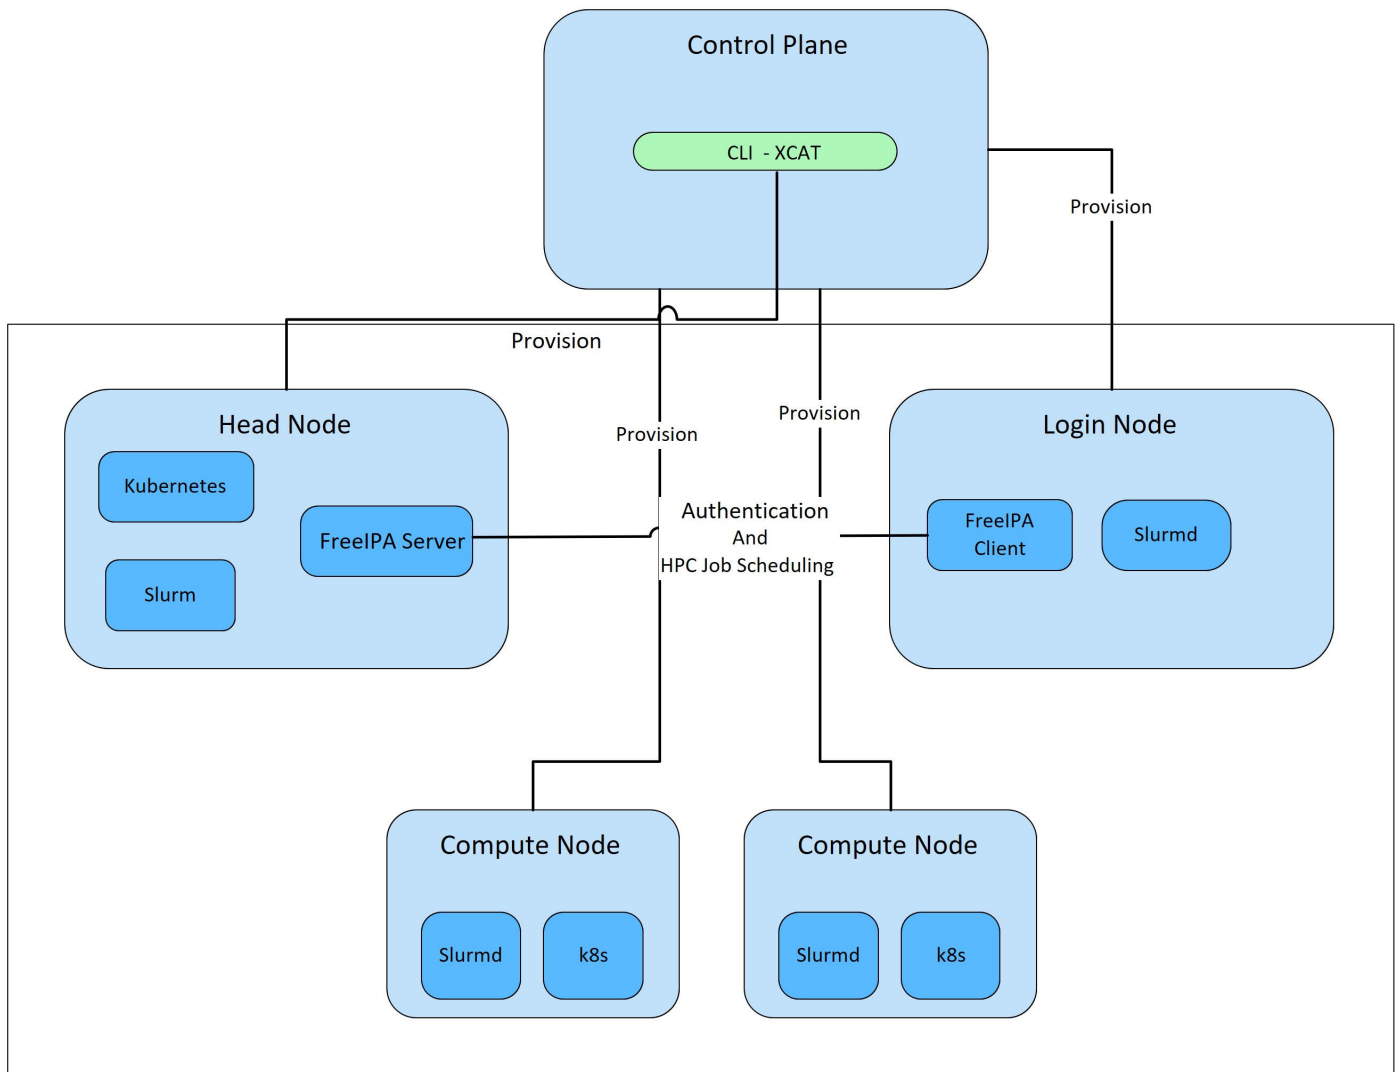 Control Plane
CLI - XCAT
Provision
Provision
Head Node
Provision
Provision
Login Node
Kubernetes
FreeIPA Server
Slurm
Authentication
And
HPC Job Scheduling
FreeIPA
Client
Slurmd
Compute Node
Slurmd
k8s
Compute Node
Slurmd
k8s